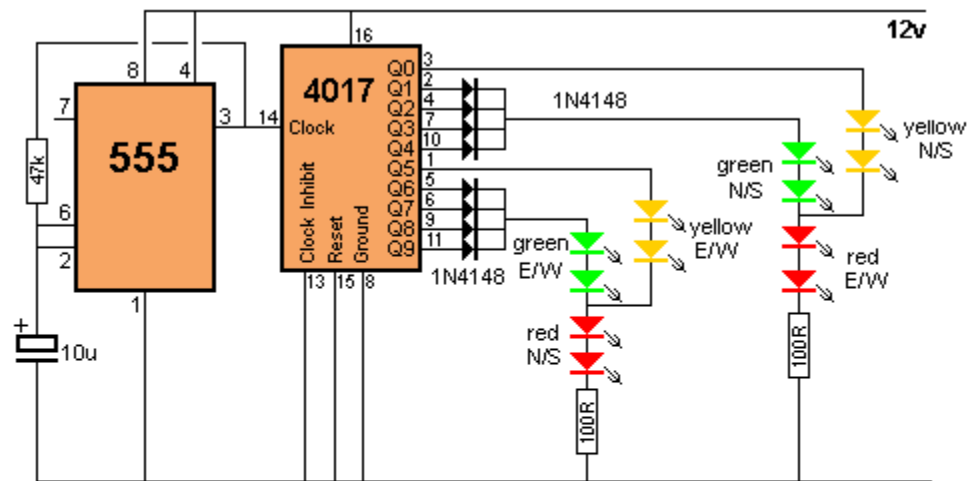 12v
16
8
4
7
555
3
6
2
1
47k
+
10u
4017
14
Clock
Clock Inhibit
Reset
Ground
13
15
8
Q0
Q1
Q2
Q3
Q4
Q5
Q6
Q7
Q8
Q9
3
2
4
7
10
1
5
6
9
11
1N4148
1N4148
green
E/W
yellow
E/W
red
N/S
100R
green
N/S
yellow
N/S
red
E/W
100R